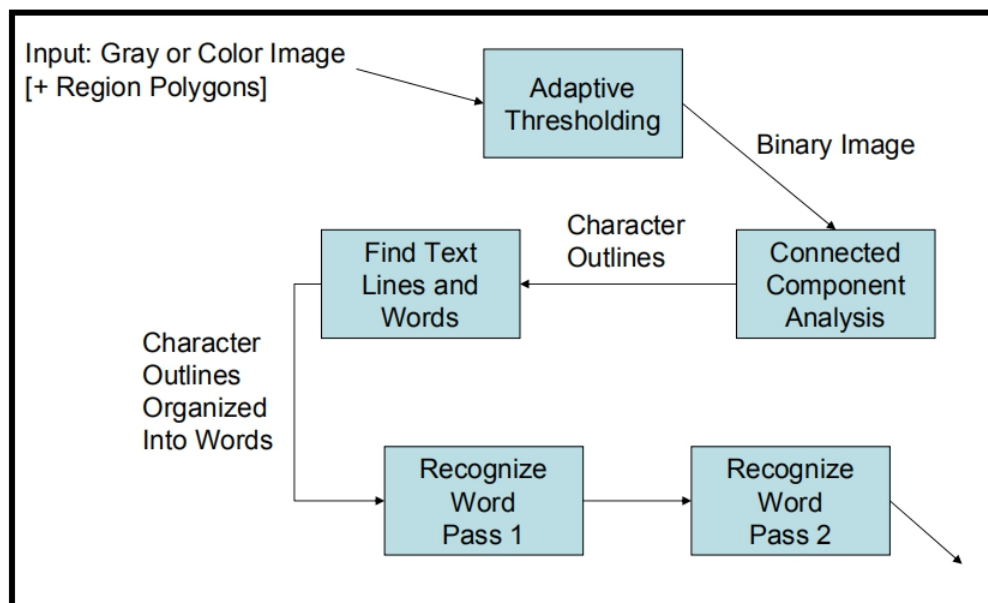 Input: Gray or Color Image
[+ Region Polygons]
Adaptive
Thresholding
Binary Image
Connected
Component
Analysis
Character
Outlines
Find Text
Lines and
Words
Character
Outlines
Organized
Into Words
Recognize
Word
Pass 1
Recognize
Word
Pass 2